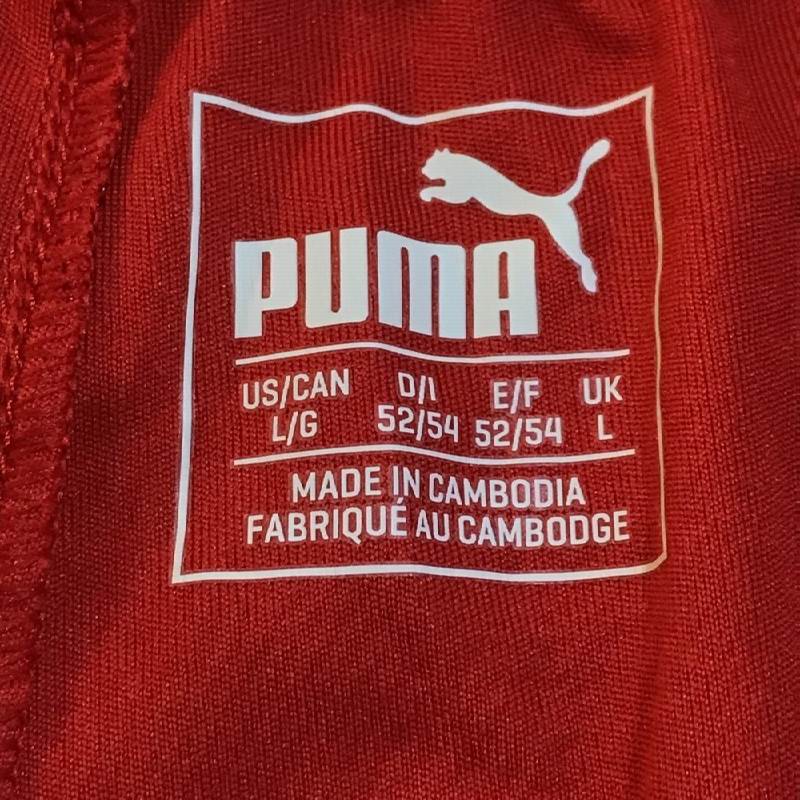 PUMA
US/CAN D/I E/F UK
L/G 52/54 52/54 L
MADE IN CAMBODIA
FABRIQUÉ AU CAMBODGE